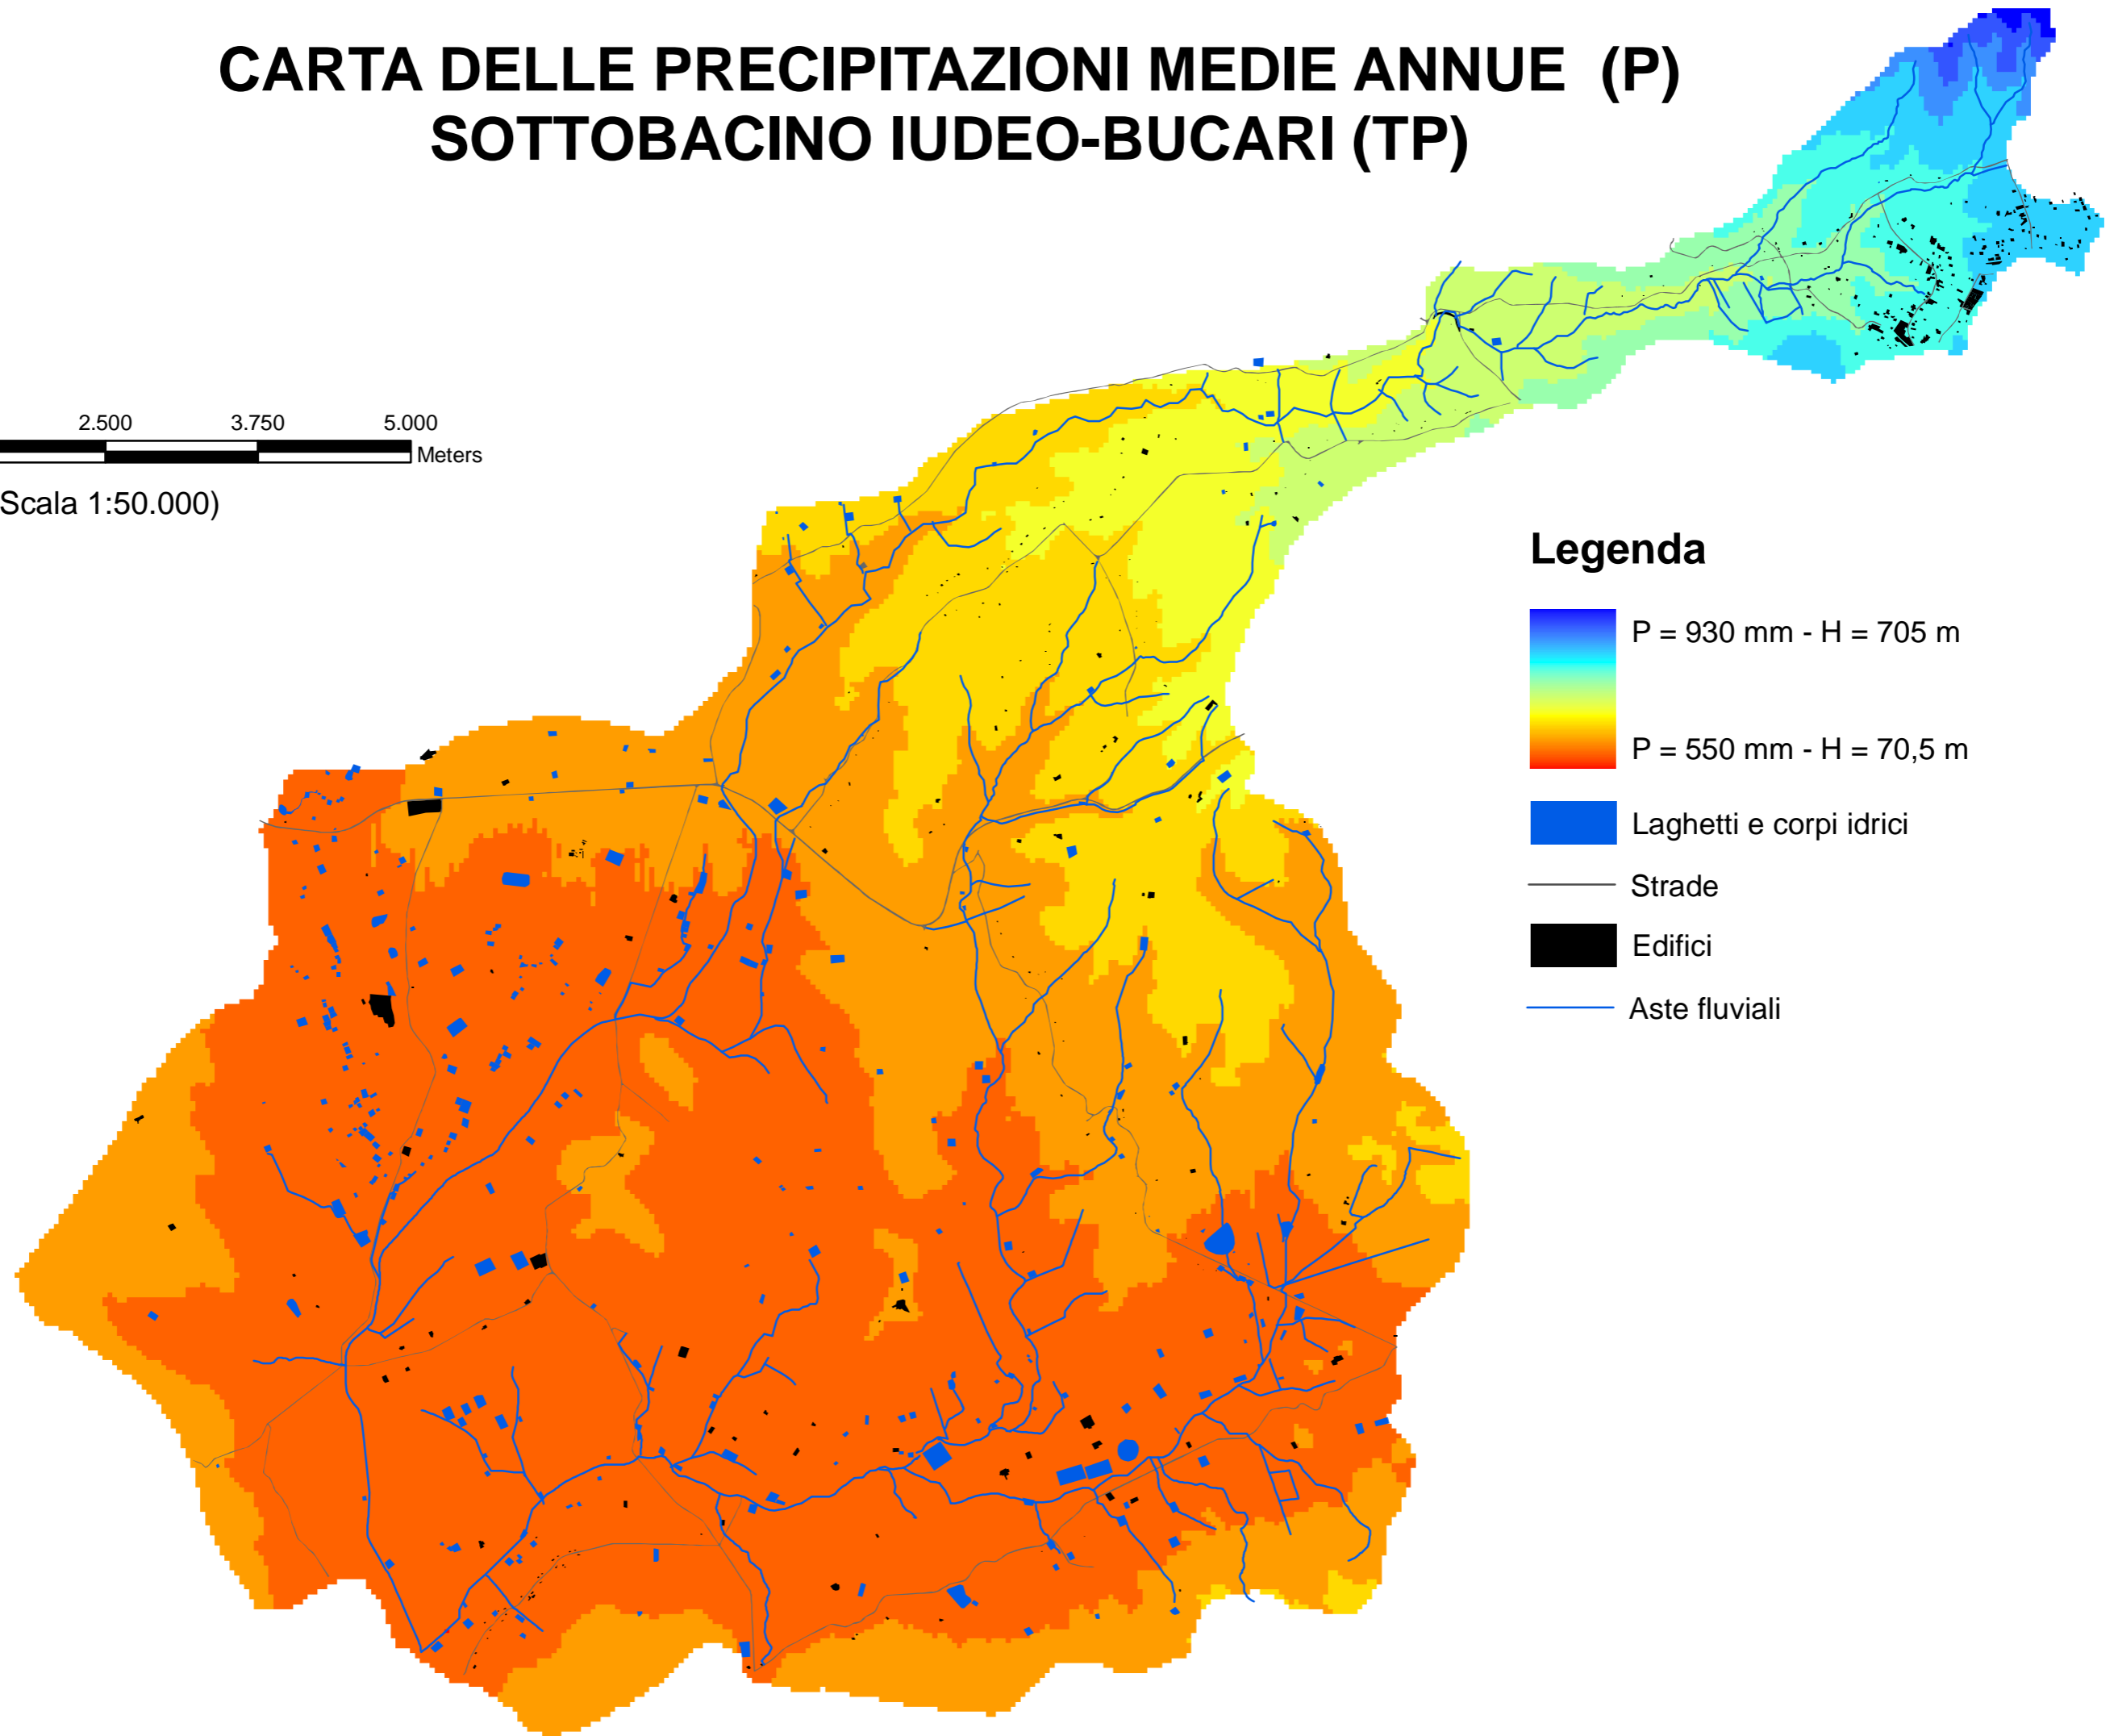 CARTA DELLE PRECIPITAZIONI MEDIE ANNUE (P)
SOTTOBACINO IUDEO-BUCARI (TP)
2.500 3.750 5.000
Meters
Scala 1:50.000)
Legenda
P = 930 mm - H = 705 m
P = 550 mm - H = 70,5 m
Laghetti e corpi idrici
Strade
Edifici
Aste fluviali